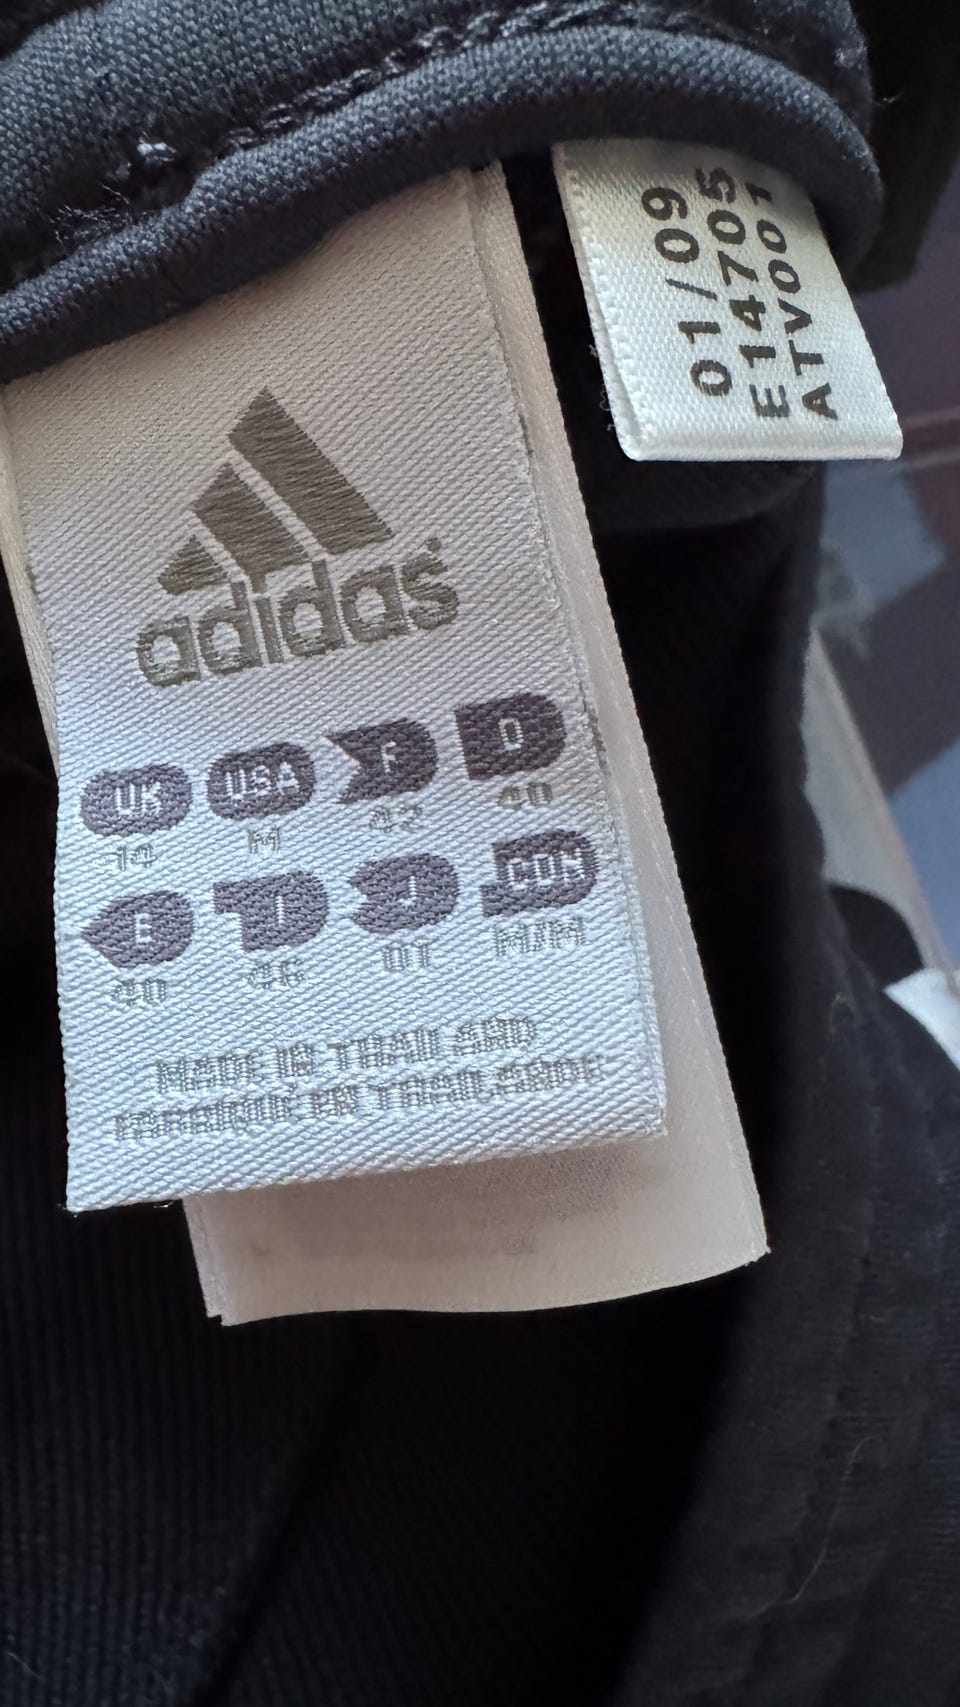 adidas
UK USA F D
14 M 42 40
E I J CDN
40 46 OT M/M
MADE IN THAILAND
FABRIQUE EN THAILANDE
01/09
E14705
ATV001